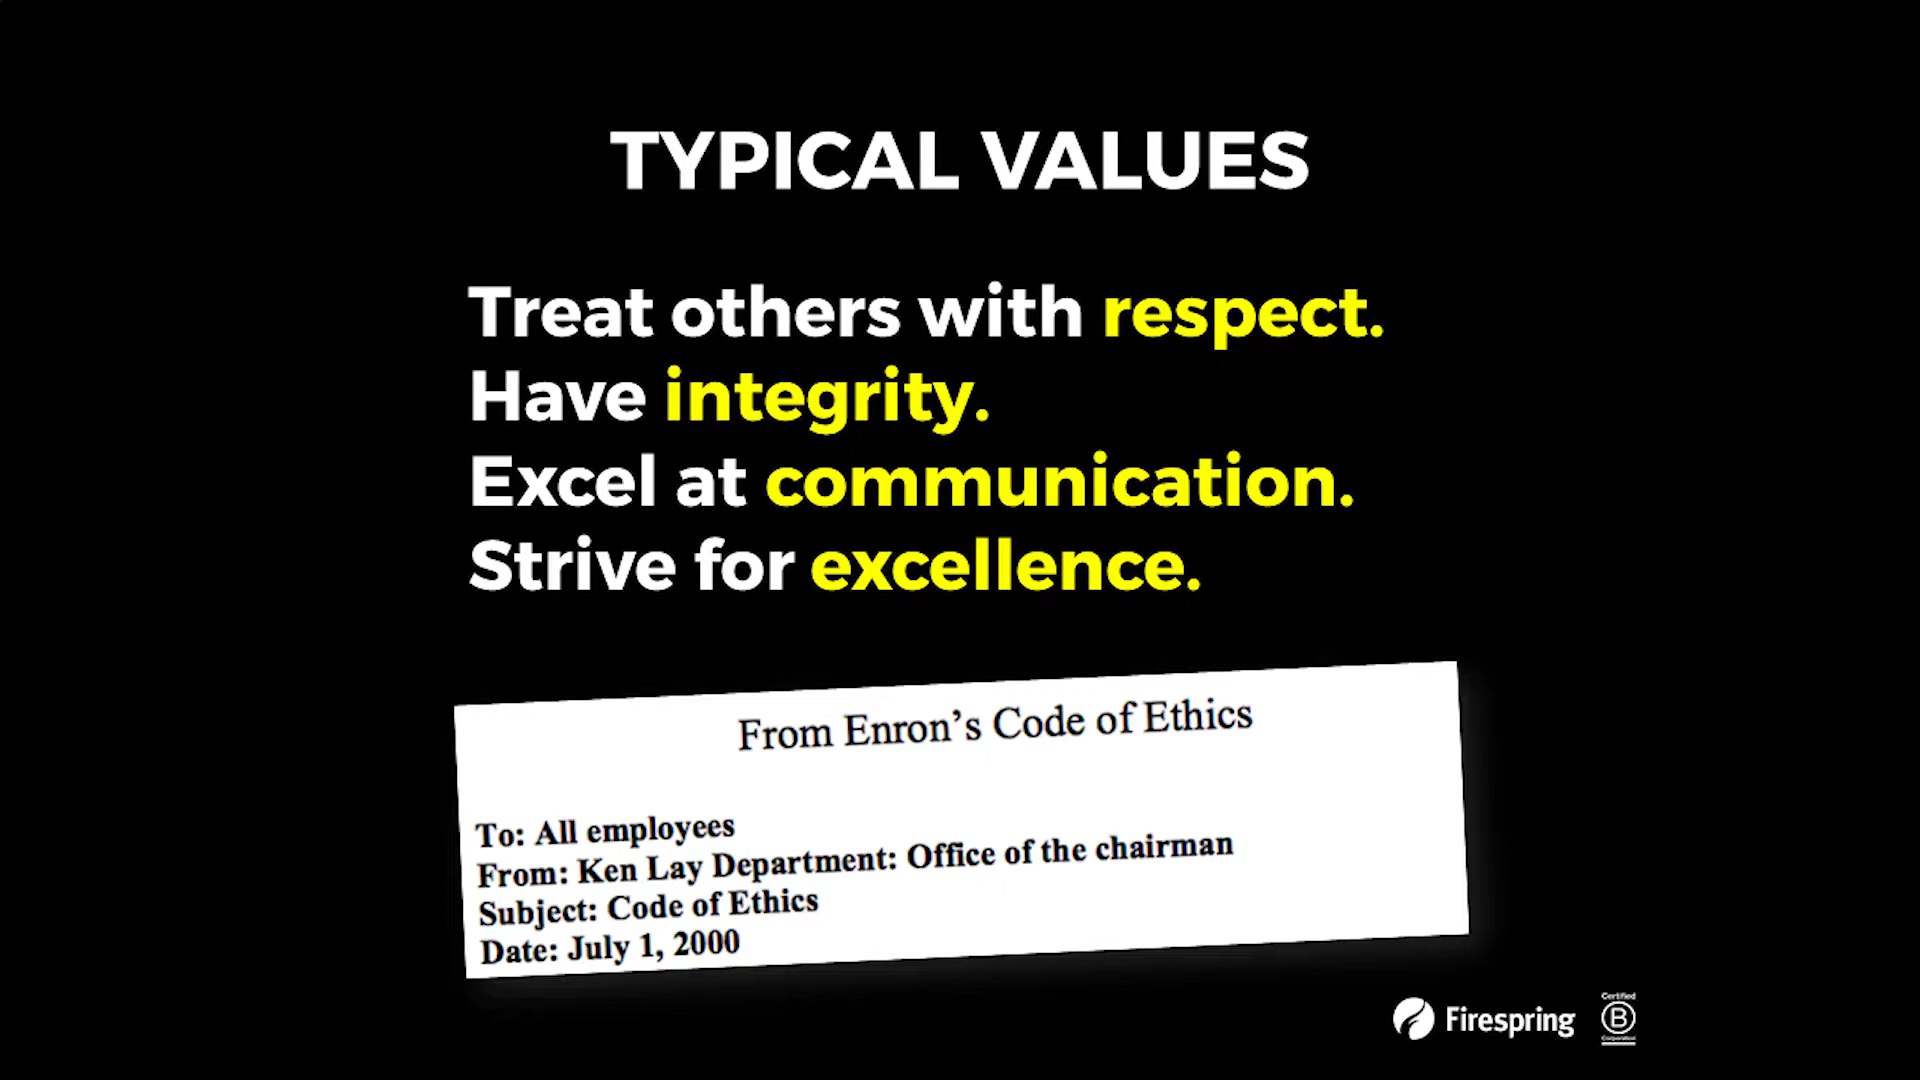 TYPICAL VALUES
Treat others with respect.
Have integrity.
Excel at communication.
Strive for excellence.
From Enron’s Code of Ethics
To: All employees
From: Ken Lay Department: Office of the chairman
Subject: Code of Ethics
Date: July 1, 2000
Firespring
Certified
B
Corporation